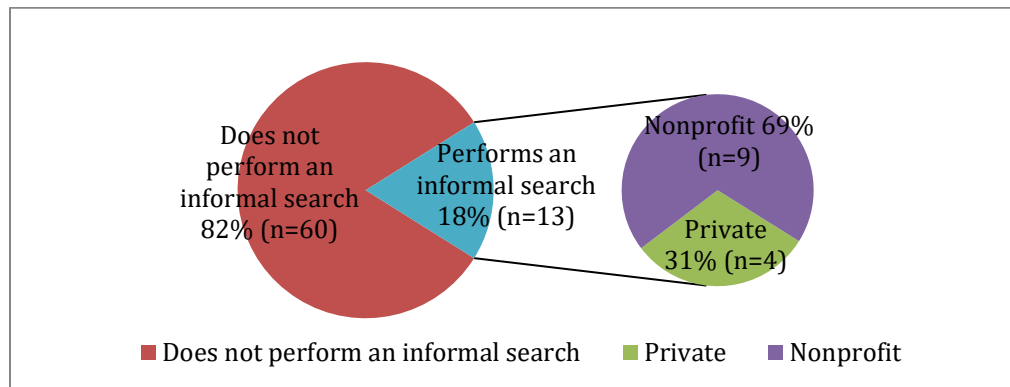 Does not
perform an
informal search
82% (n=60)
Performs an
informal search
18% (n=13)
Nonprofit 69%
(n=9)
Private
31% (n=4)
Does not perform an informal search
Private
Nonprofit